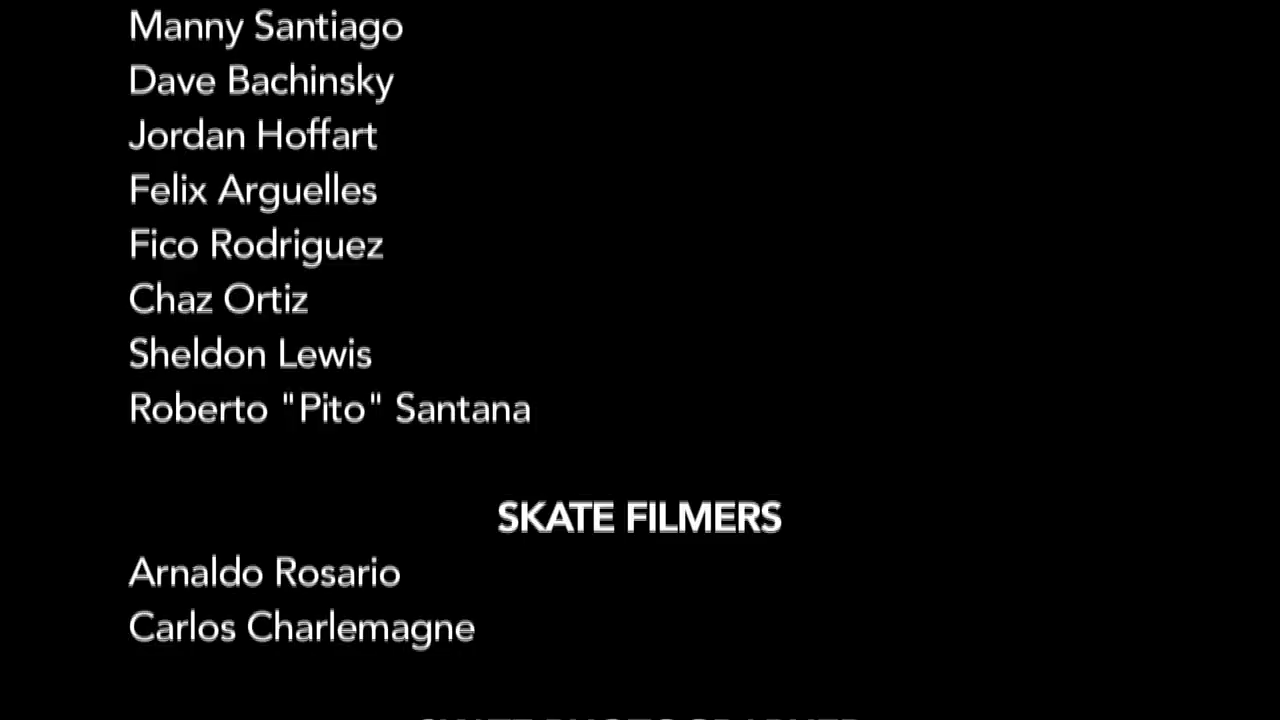 Manny Santiago
Dave Bachinsky
Jordan Hoffart
Felix Arguelles
Fico Rodriguez
Chaz Ortiz
Sheldon Lewis
Roberto "Pito" Santana
SKATE FILMERS
Arnaldo Rosario
Carlos Charlemagne